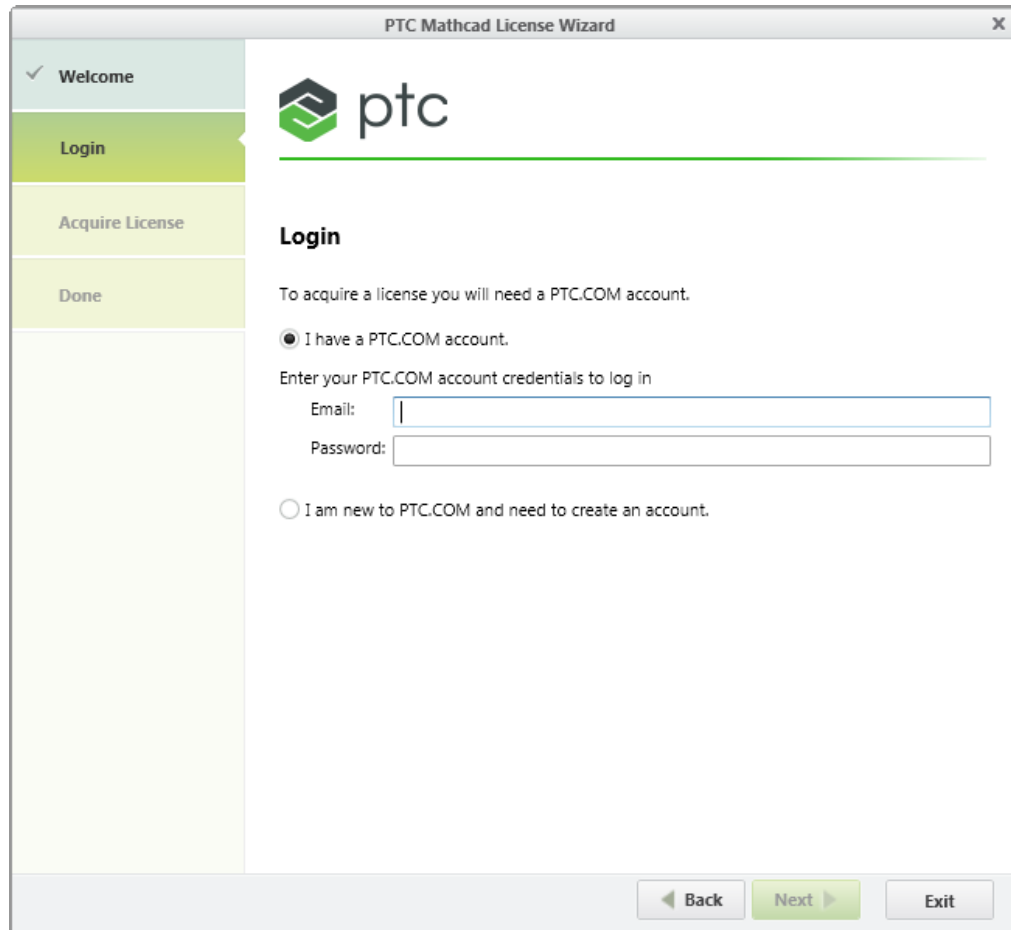 PTC Mathcad License Wizard
Welcome
Login
Acquire License
Done
ptc
Login
To acquire a license you will need a PTC.COM account.
I have a PTC.COM account.
Enter your PTC.COM account credentials to log in
Email:
Password:
I am new to PTC.COM and need to create an account.
Back Next Exit